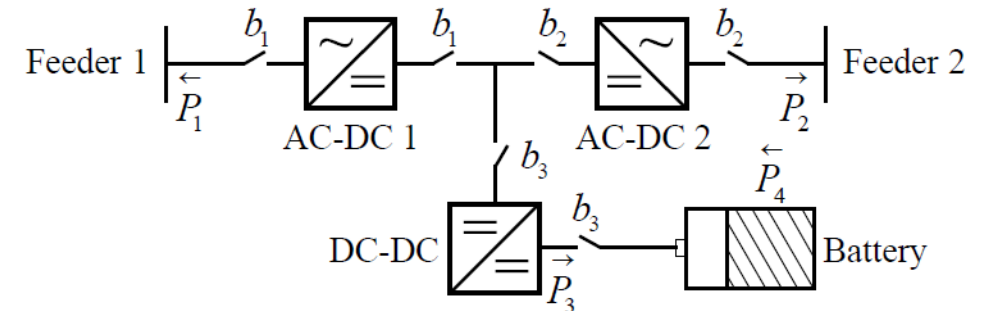 b₁ b₁ b₂ b₂
Feeder 1 ~ = = ~ Feeder 2
←P₁ →P₂
AC-DC 1 AC-DC 2
b₃ ←P₄
b₃
DC-DC = = Battery
→P₃